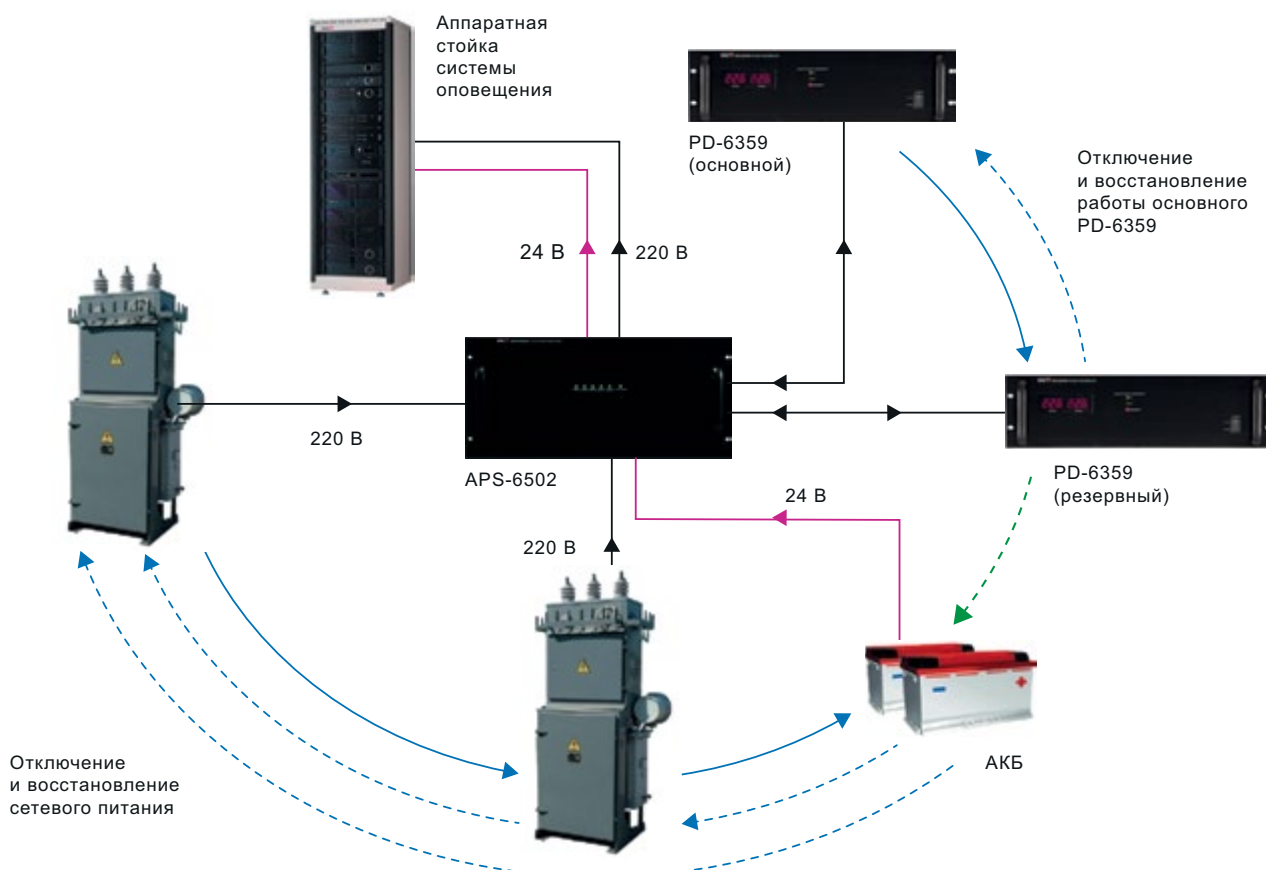 Аппаратная
стойка
системы
оповещения
PD-6359
(основной)
Отключение
и восстановление
работы основного
PD-6359
24 В
220 В
220 В
APS-6502
PD-6359
(резервный)
24 В
220 В
АКБ
Отключение
и восстановление
сетевого питания